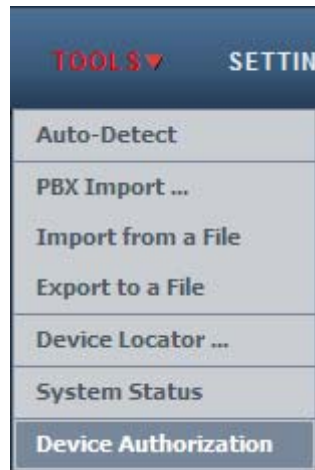 TOOLS▼ SETTIN
Auto-Detect
PBX Import ...
Import from a File
Export to a File
Device Locator ...
System Status
Device Authorization